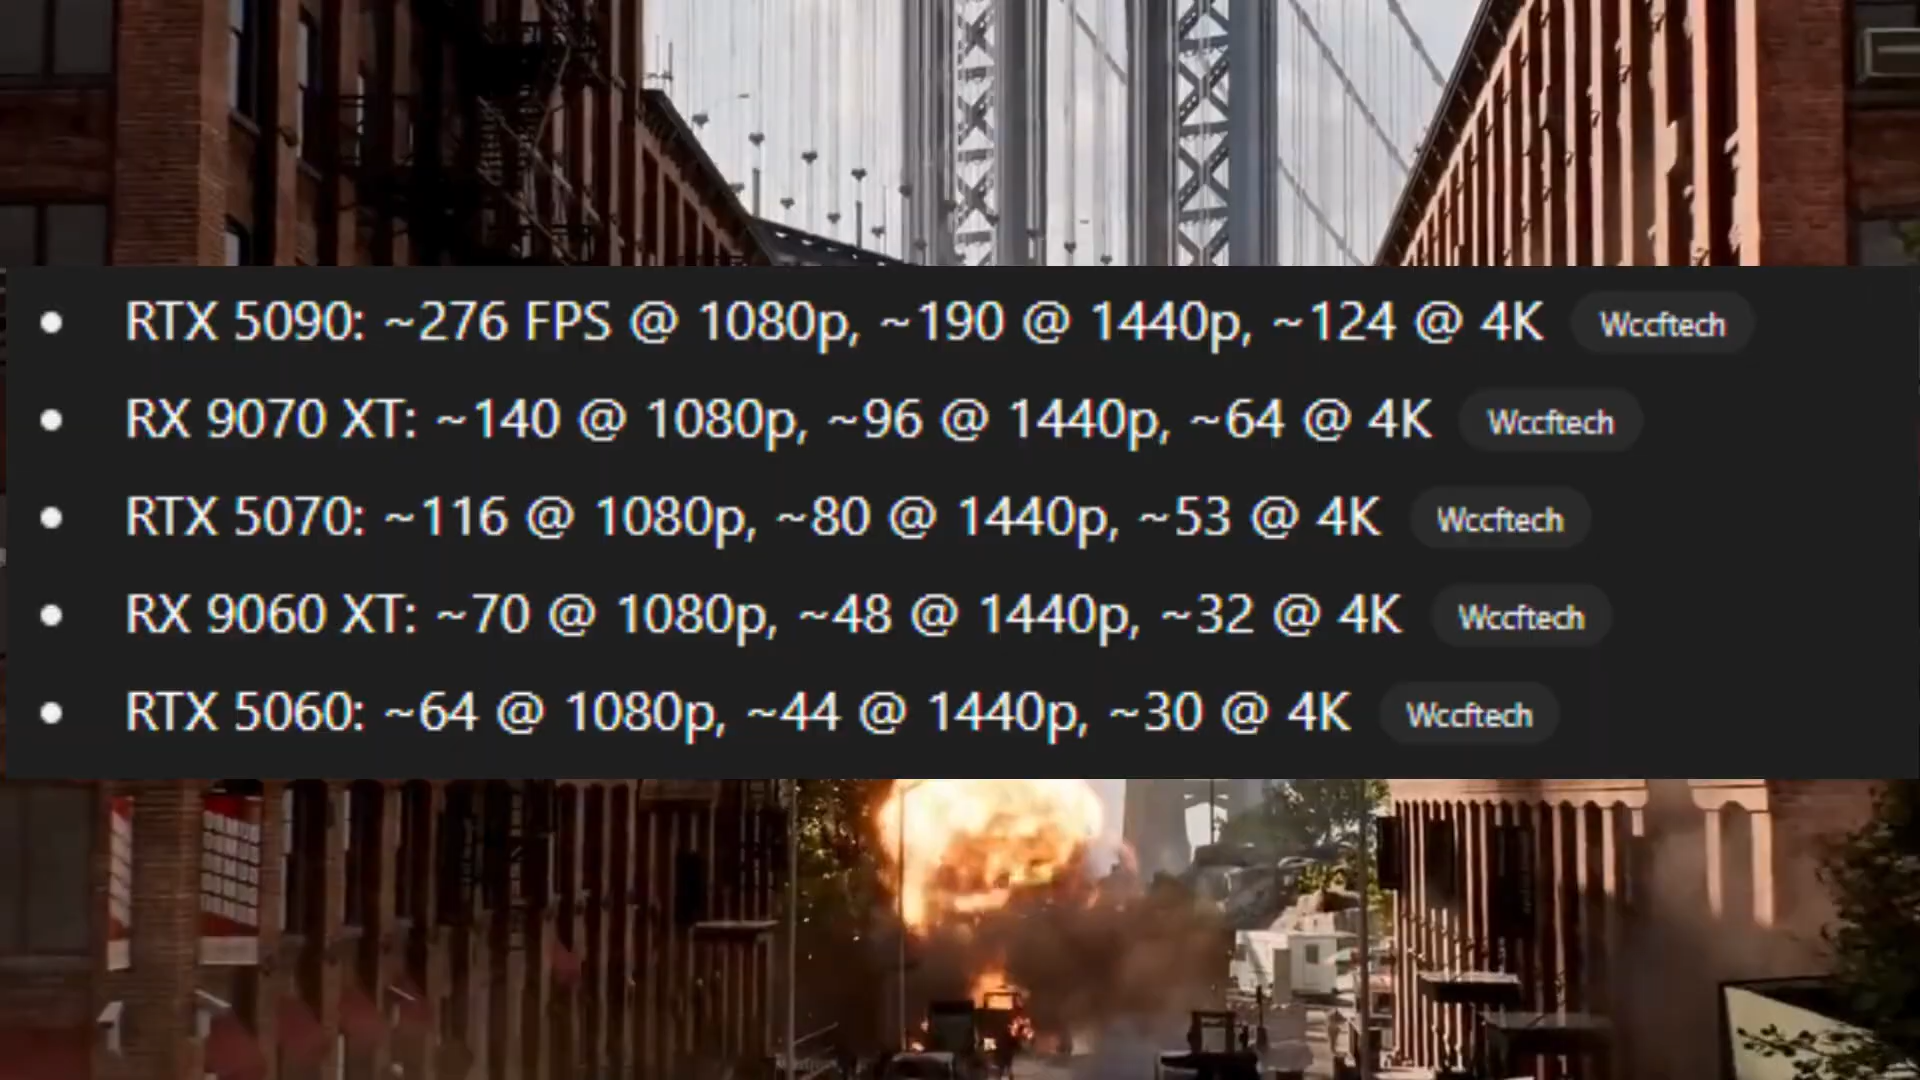 • RTX 5090: ~276 FPS @ 1080p, ~190 @ 1440p, ~124 @ 4K Wccftech
• RX 9070 XT: ~140 @ 1080p, ~96 @ 1440p, ~64 @ 4K Wccftech
• RTX 5070: ~116 @ 1080p, ~80 @ 1440p, ~53 @ 4K Wccftech
• RX 9060 XT: ~70 @ 1080p, ~48 @ 1440p, ~32 @ 4K Wccftech
• RTX 5060: ~64 @ 1080p, ~44 @ 1440p, ~30 @ 4K Wccftech